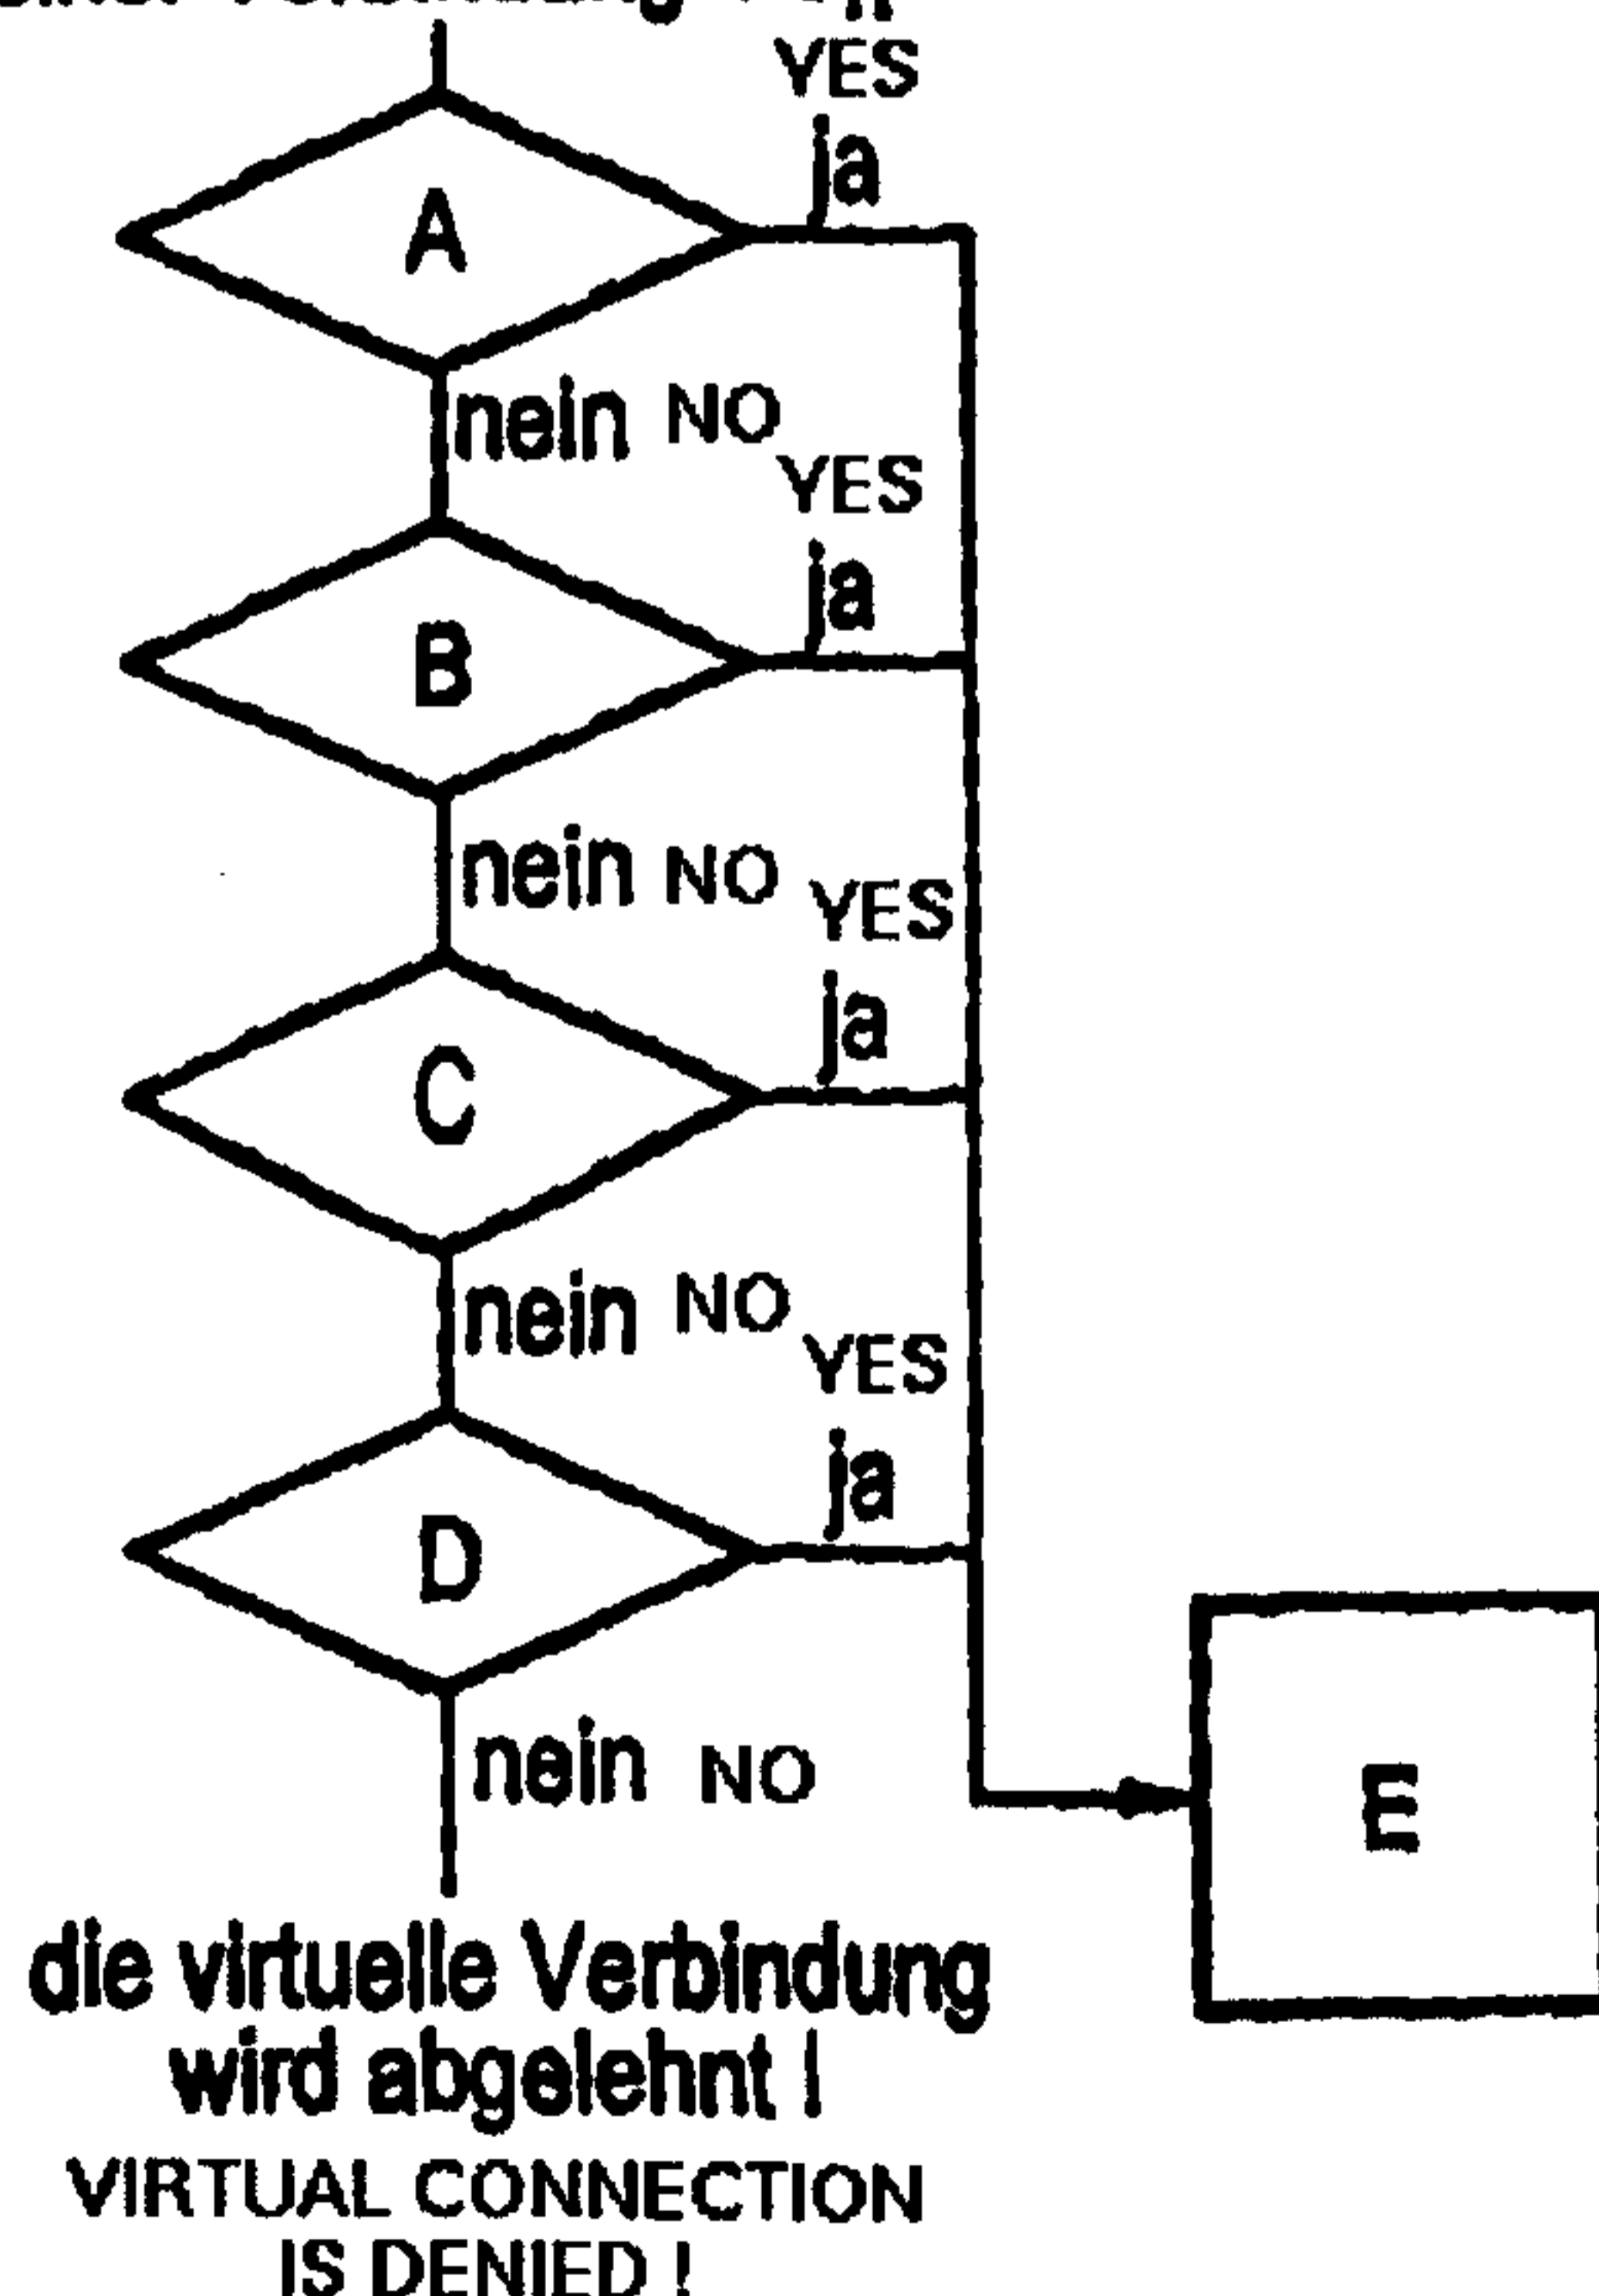 YES
ja
A
nein NO
YES
ja
B
nein NO
YES
ja
C
nein NO
YES
ja
D
nein NO
E
die virtuelle Verbindung
wird abgelehnt !
VIRTUAL CONNECTION
IS DENIED !